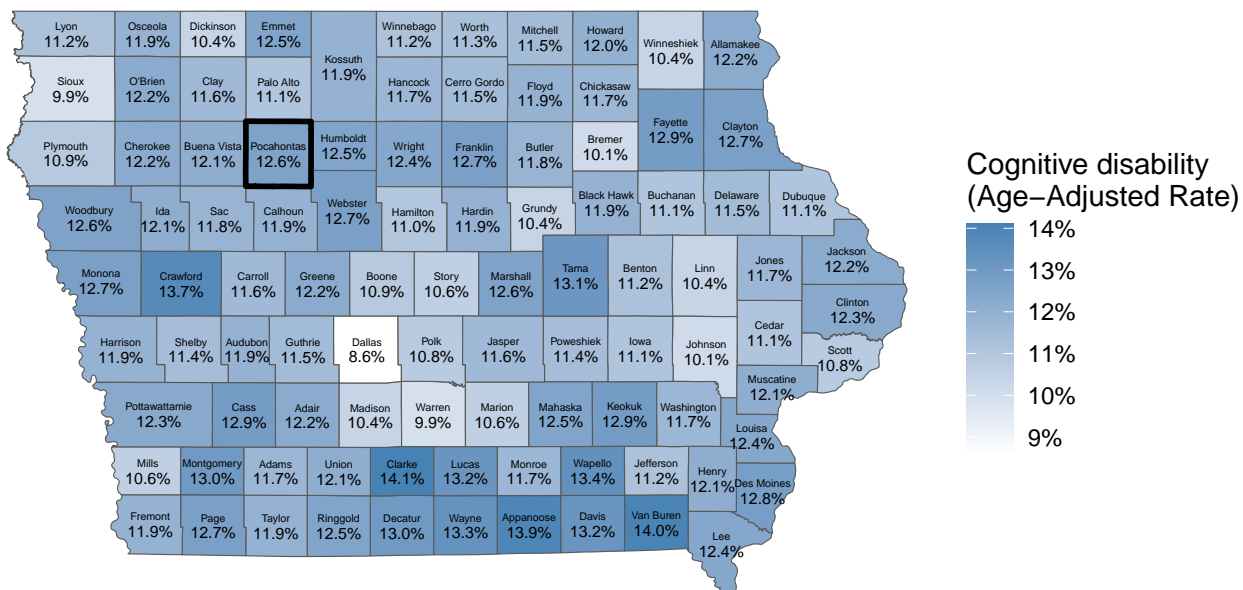 Lyon
11.2%
Osceola
11.9%
Dickinson
10.4%
Emmet
12.5%
Kossuth
11.9%
Winnebago
11.2%
Worth
11.3%
Mitchell
11.5%
Howard
12.0%
Winneshiek
10.4%
Allamakee
12.2%
Sioux
9.9%
O'Brien
12.2%
Clay
11.6%
Palo Alto
11.1%
Hancock
11.7%
Cerro Gordo
11.5%
Floyd
11.9%
Chickasaw
11.7%
Fayette
12.9%
Clayton
12.7%
Plymouth
10.9%
Cherokee
12.2%
Buena Vista
12.1%
Pocahontas
12.6%
Humboldt
12.5%
Wright
12.4%
Franklin
12.7%
Butler
11.8%
Bremer
10.1%
Woodbury
12.6%
Ida
12.1%
Sac
11.8%
Calhoun
11.9%
Webster
12.7%
Hamilton
11.0%
Hardin
11.9%
Grundy
10.4%
Black Hawk
11.9%
Buchanan
11.1%
Delaware
11.5%
Dubuque
11.1%
Monona
12.7%
Crawford
13.7%
Carroll
11.6%
Greene
12.2%
Boone
10.9%
Story
10.6%
Marshall
12.6%
Tama
13.1%
Benton
11.2%
Linn
10.4%
Jones
11.7%
Jackson
12.2%
Clinton
12.3%
Harrison
11.9%
Shelby
11.4%
Audubon
11.9%
Guthrie
11.5%
Dallas
8.6%
Polk
10.8%
Jasper
11.6%
Poweshiek
11.4%
Iowa
11.1%
Johnson
10.1%
Cedar
11.1%
Scott
10.8%
Muscatine
12.1%
Pottawattamie
12.3%
Cass
12.9%
Adair
12.2%
Madison
10.4%
Warren
9.9%
Marion
10.6%
Mahaska
12.5%
Keokuk
12.9%
Washington
11.7%
Louisa
12.4%
Mills
10.6%
Montgomery
13.0%
Adams
11.7%
Union
12.1%
Clarke
14.1%
Lucas
13.2%
Monroe
11.7%
Wapello
13.4%
Jefferson
11.2%
Henry
12.1%
Des Moines
12.8%
Fremont
11.9%
Page
12.7%
Taylor
11.9%
Ringgold
12.5%
Decatur
13.0%
Wayne
13.3%
Appanoose
13.9%
Davis
13.2%
Van Buren
14.0%
Lee
12.4%
Cognitive disability
(Age−Adjusted Rate)
14%
13%
12%
11%
10%
9%